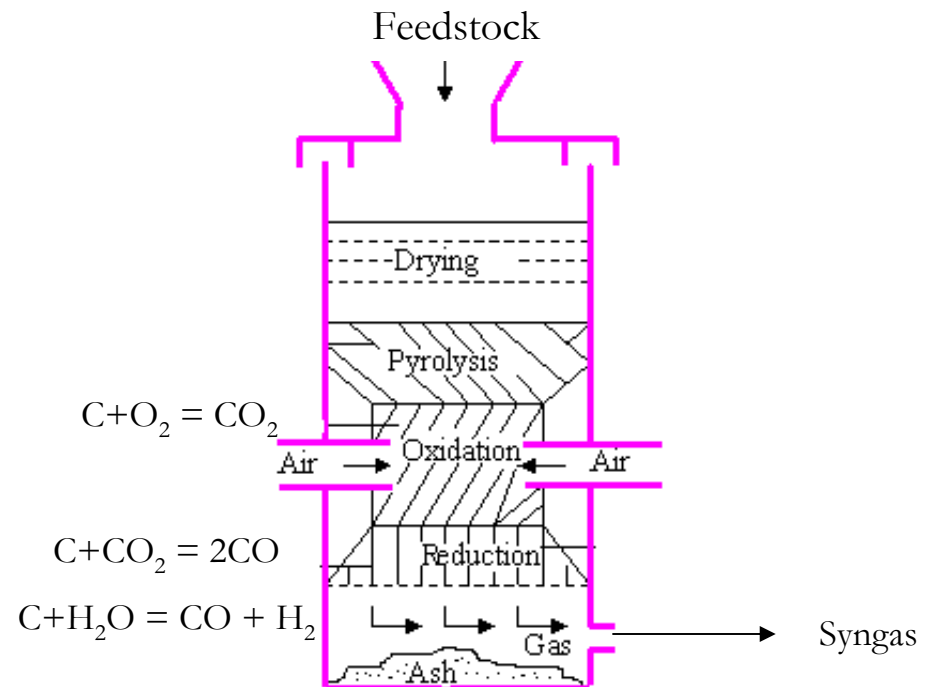 Feedstock
Drying
Pyrolysis
C+O₂ = CO₂
Oxidation
Air
Air
C+CO₂ = 2CO
Reduction
C+H₂O = CO + H₂
Gas
Syngas
Ash